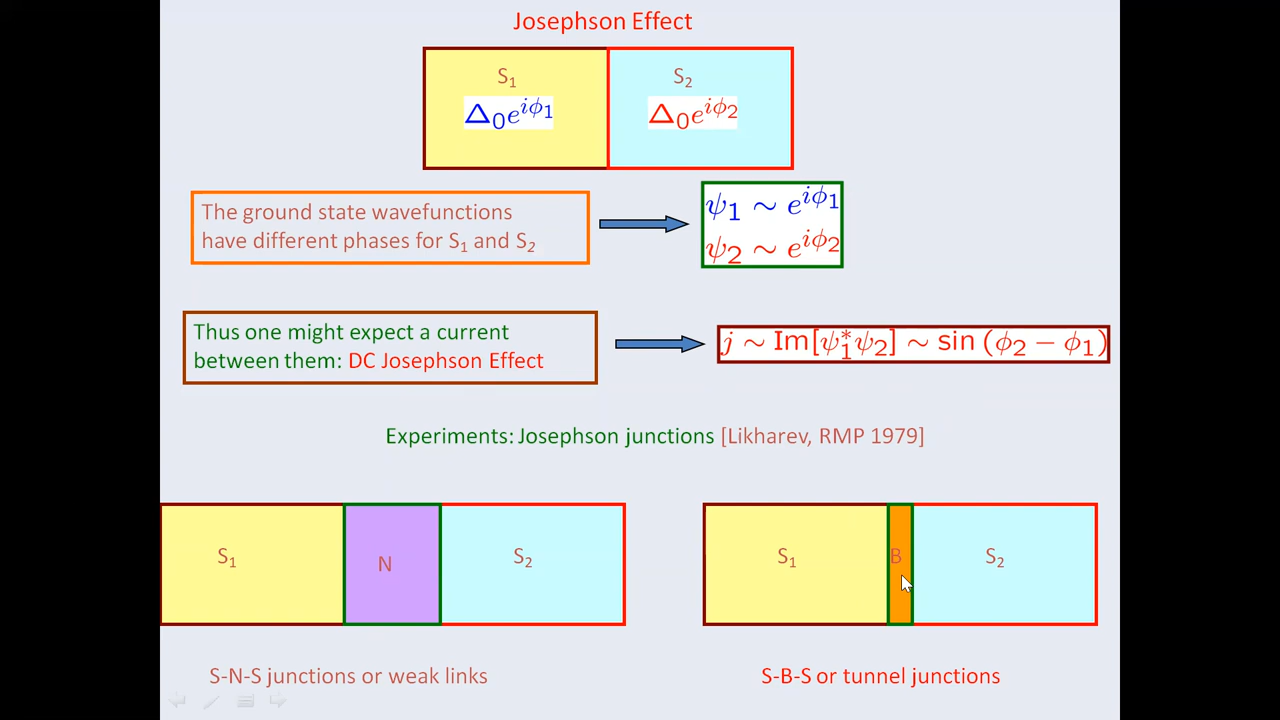 Josephson Effect
S₁ S₂
Δ₀e^{iϕ₁} Δ₀e^{iϕ₂}
The ground state wavefunctions
have different phases for S₁ and S₂
ψ₁ ∼ e^{iϕ₁}
ψ₂ ∼ e^{iϕ₂}
Thus one might expect a current
between them: DC Josephson Effect
j ∼ Im[ψ₁*ψ₂] ∼ sin (ϕ₂ − ϕ₁)
Experiments: Josephson junctions [Likharev, RMP 1979]
S₁ N S₂
S₁ B S₂
S-N-S junctions or weak links
S-B-S or tunnel junctions